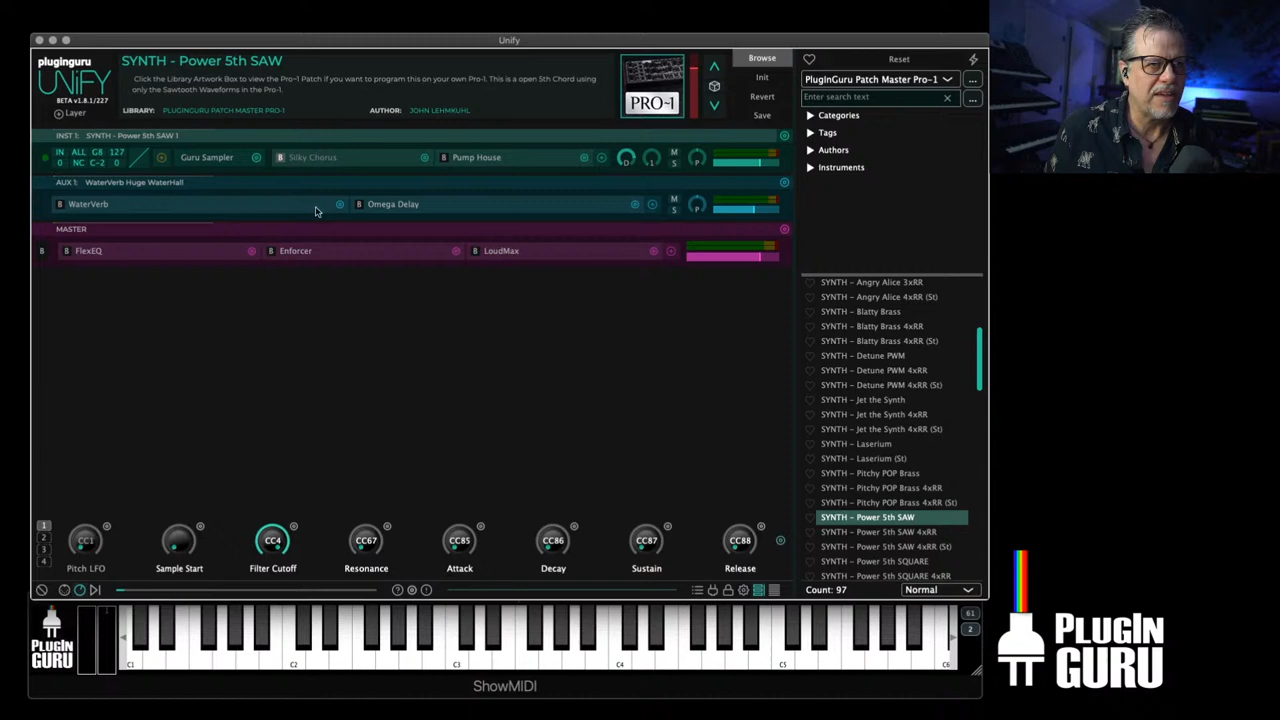 Unify
pluginguru
UNIFY
BETA v1.8.1/227
Layer
SYNTH - Power 5th SAW
Click the Library Artwork Box to view the Pro-1 Patch if you want to program this on your own Pro-1. This is a open 5th Chord using
only the Sawtooth Waveforms in the Pro-1.
LIBRARY: PLUGINGURU PATCH MASTER PRO-1 AUTHOR: JOHN LEHMKUHL
PRO~1
Browse
Init
Revert
Save
Reset
PlugInGuru Patch Master Pro-1
...
Enter search text
...
Categories
Tags
Authors
Instruments
INST 1: SYNTH - Power 5th SAW 1
IN ALL G8 127
0 NC C-2 0
Guru Sampler
B Silky Chorus
B Pump House
D 1 M S P
AUX 1: WaterVerb Huge WaterHall
B WaterVerb
B Omega Delay
M S P
MASTER
B B FlexEQ
B Enforcer
B LoudMax
SYNTH - Angry Alice 3xRR
SYNTH - Angry Alice 4xRR (St)
SYNTH - Blatty Brass
SYNTH - Blatty Brass 4xRR
SYNTH - Blatty Brass 4xRR (St)
SYNTH - Detune PWM
SYNTH - Detune PWM 4xRR
SYNTH - Detune PWM 4xRR (St)
SYNTH - Jet the Synth
SYNTH - Jet the Synth 4xRR
SYNTH - Jet the Synth 4xRR (St)
SYNTH - Laserium
SYNTH - Laserium (St)
SYNTH - Pitchy POP Brass
SYNTH - Pitchy POP Brass 4xRR
SYNTH - Pitchy POP Brass 4xRR (St)
SYNTH - Power 5th SAW
SYNTH - Power 5th SAW 4xRR
SYNTH - Power 5th SAW 4xRR (St)
SYNTH - Power 5th SQUARE
SYNTH - Power 5th SQUARE 4xRR
Count: 97
Normal
1
2
3
4
CC1 CC4 CC67 CC85 CC86 CC87 CC88
Pitch LFO Sample Start Filter Cutoff Resonance Attack Decay Sustain Release
PLUGIN
GURU
C1 C2 C3 C4 C5 C6
61
2
ShowMIDI
PLUGIN
GURU